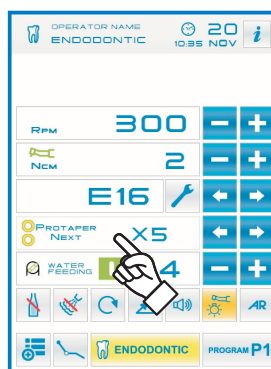 OPERATOR NAME
ENDODONTIC
10:35
20
NOV
i
RPM 300 − +
NCM 2 − +
E16
PROTAPER
NEXT
X5
WATER
FEEDING
4 − +
AR
ENDODONTIC
PROGRAM P1